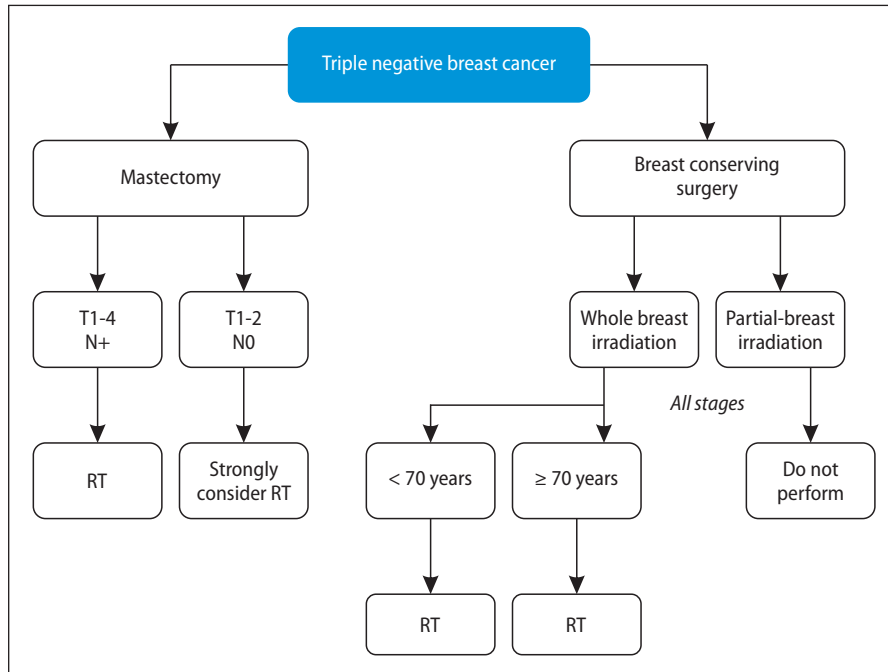 Triple negative breast cancer
Mastectomy
Breast conserving
surgery
T1-4
N+
T1-2
N0
Whole breast
irradiation
Partial-breast
irradiation
All stages
RT
Strongly
consider RT
< 70 years
≥ 70 years
Do not
perform
RT
RT